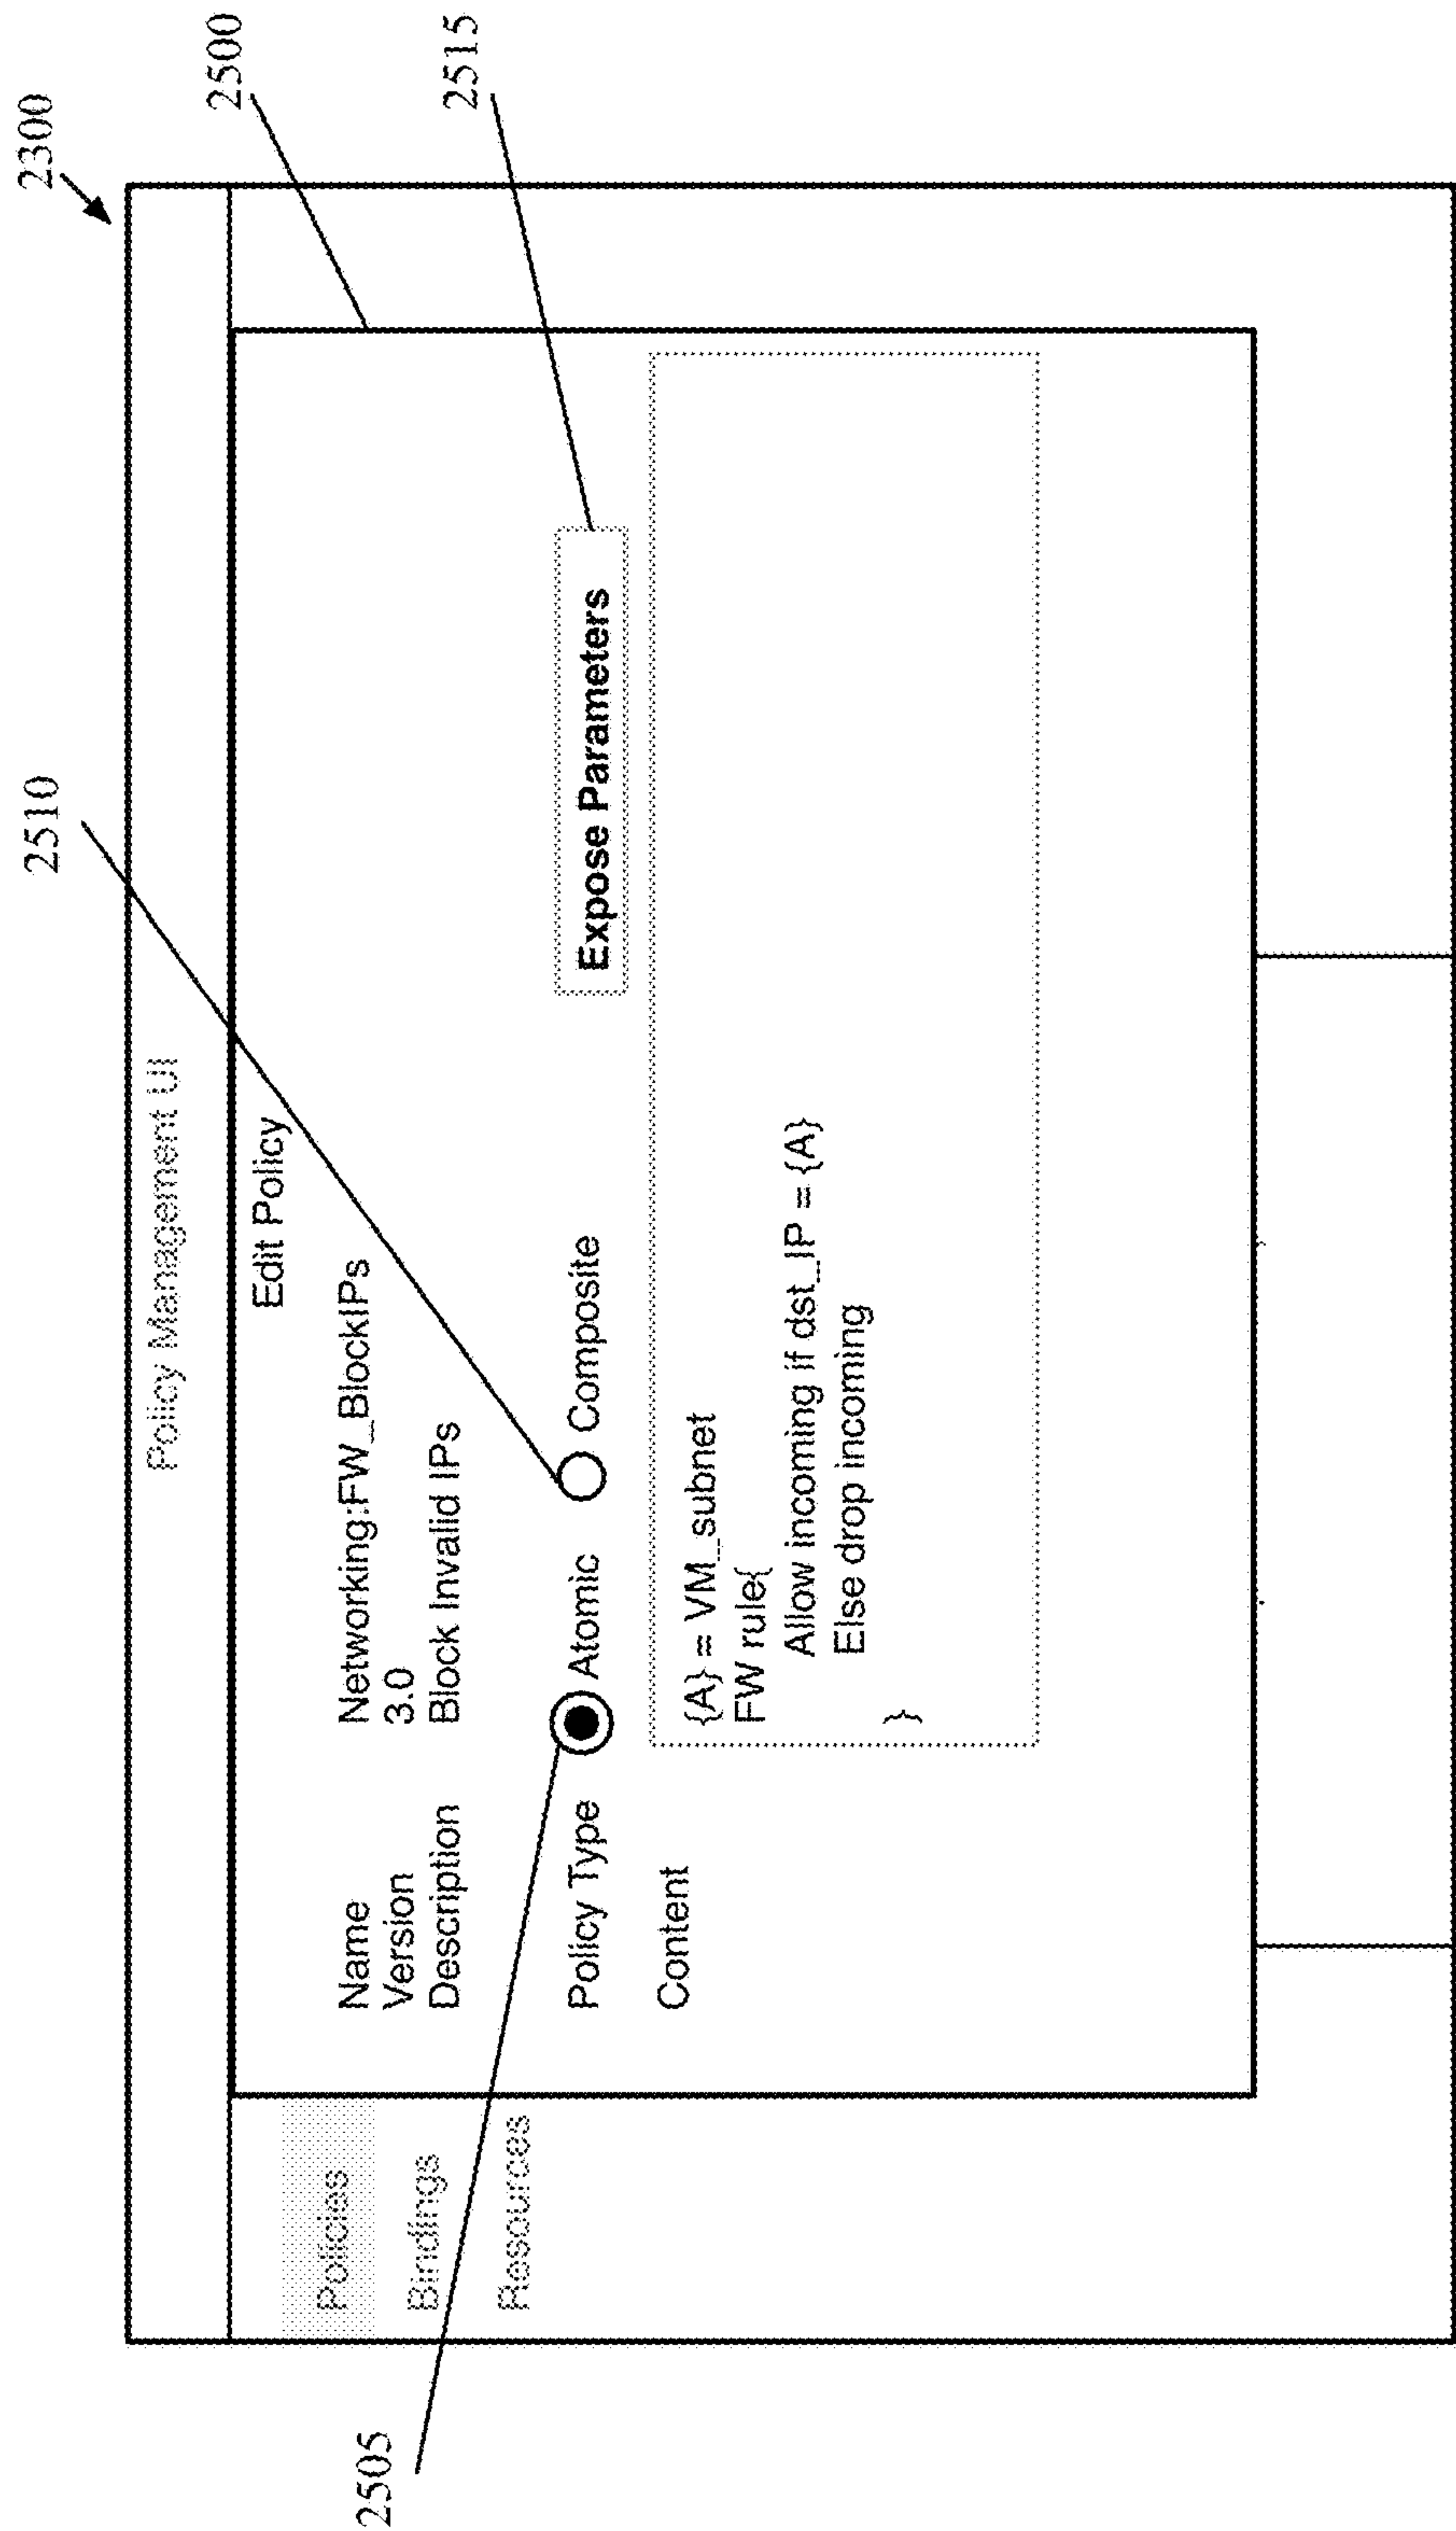 2300
2510
2500
2515
2505
Policy Management UI
Policies
Bindings
Resources
Edit Policy
Name Networking:FW_BlockIPs
Version 3.0
Description Block Invalid IPs
Policy Type Atomic Composite Expose Parameters
Content
{A} = VM_subnet
FW rule{
Allow incoming if dst_IP = {A}
Else drop incoming
}